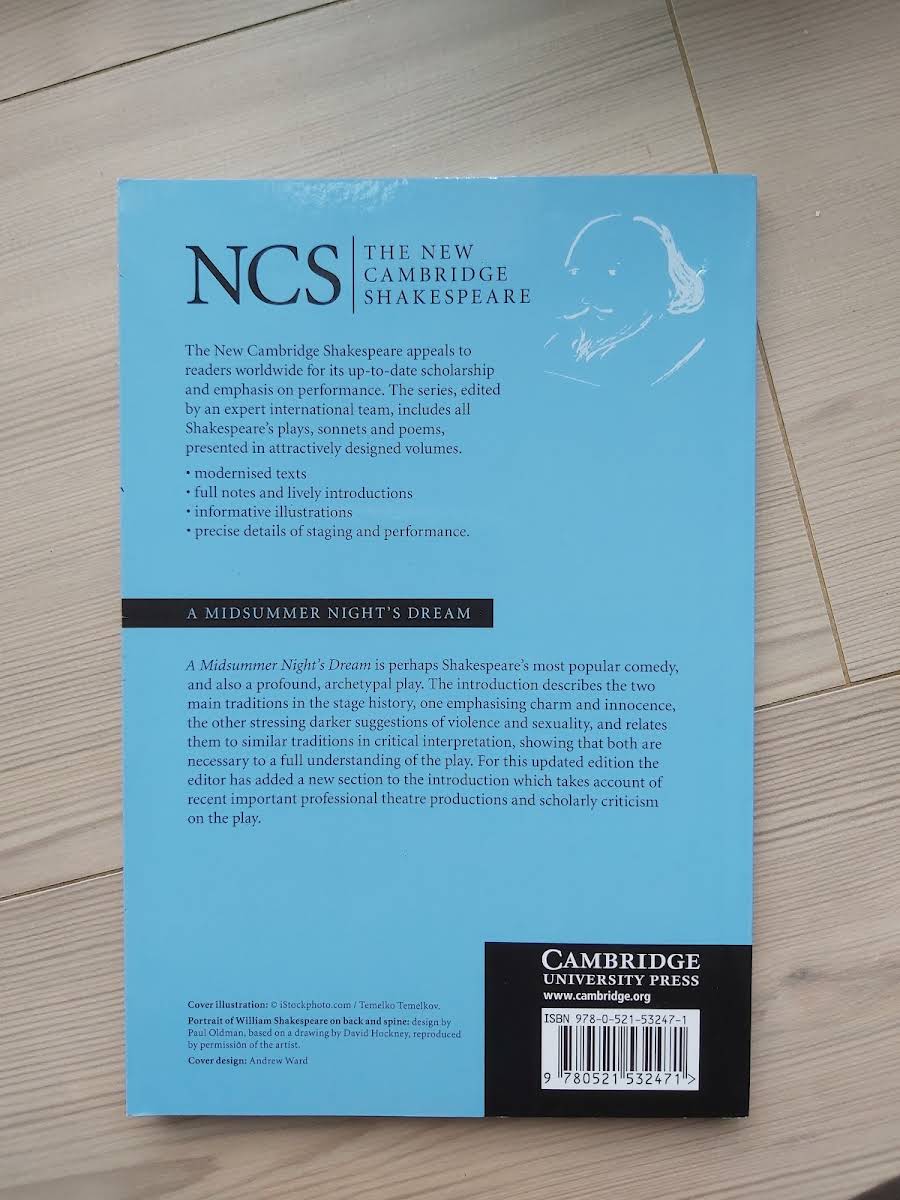 NCS
THE NEW
CAMBRIDGE
SHAKESPEARE
The New Cambridge Shakespeare appeals to
readers worldwide for its up-to-date scholarship
and emphasis on performance. The series, edited
by an expert international team, includes all
Shakespeare's plays, sonnets and poems,
presented in attractively designed volumes.
• modernised texts
• full notes and lively introductions
• informative illustrations
• precise details of staging and performance.
A MIDSUMMER NIGHT'S DREAM
A Midsummer Night's Dream is perhaps Shakespeare's most popular comedy,
and also a profound, archetypal play. The introduction describes the two
main traditions in the stage history, one emphasising charm and innocence,
the other stressing darker suggestions of violence and sexuality, and relates
them to similar traditions in critical interpretation, showing that both are
necessary to a full understanding of the play. For this updated edition the
editor has added a new section to the introduction which takes account of
recent important professional theatre productions and scholarly criticism
on the play.
Cover illustration: © iStockphoto.com / Temelko Temelkov.
Portrait of William Shakespeare on back and spine: design by
Paul Oldman, based on a drawing by David Hockney, reproduced
by permission of the artist.
Cover design: Andrew Ward
CAMBRIDGE
UNIVERSITY PRESS
www.cambridge.org
ISBN 978-0-521-53247-1
9 780521 532471 >